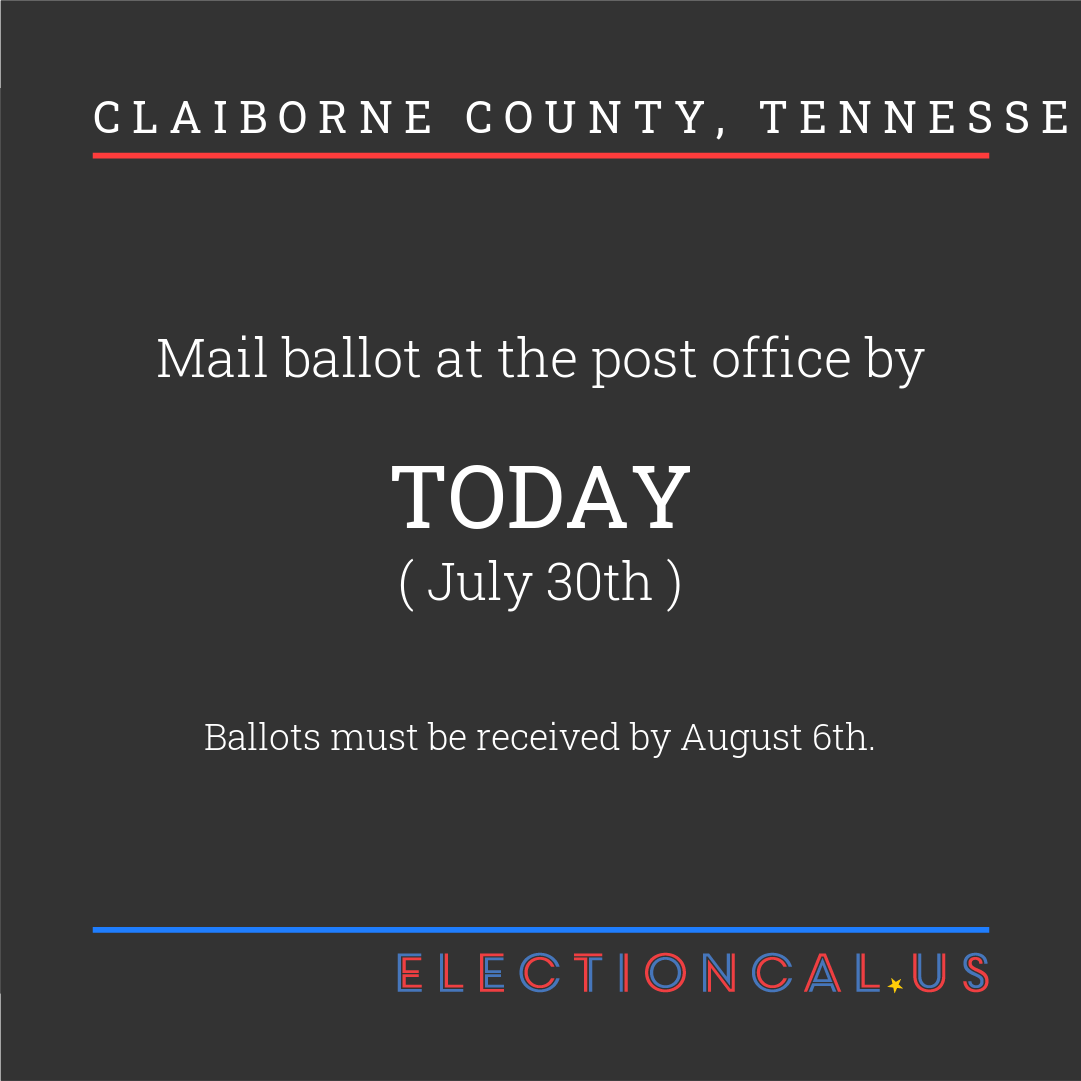 CLAIBORNE COUNTY, TENNESSE
Mail ballot at the post office by
TODAY
( July 30th )
Ballots must be received by August 6th.
ELECTIONCAL.US